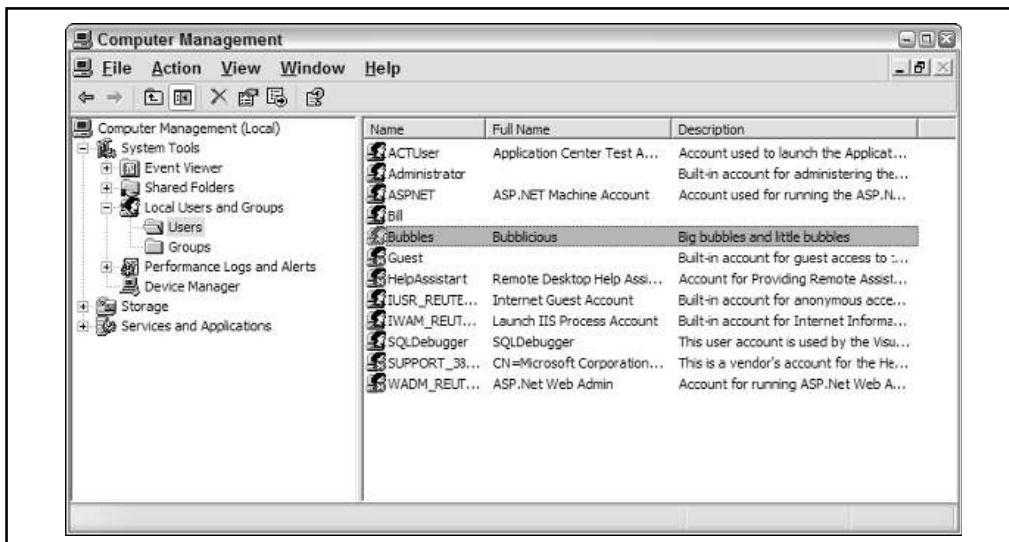 Computer Management
File Action View Window Help
Computer Management (Local)
System Tools
Event Viewer
Shared Folders
Local Users and Groups
Users
Groups
Performance Logs and Alerts
Device Manager
Storage
Services and Applications
Name Full Name Description
ACTUser Application Center Test A... Account used to launch the Applicat...
Administrator Built-in account for administering the...
ASPNET ASP.NET Machine Account Account used for running the ASP.N...
Bill
Bubbles Bubblicious Big bubbles and little bubbles
Guest Built-in account for guest access to :...
HelpAssistant Remote Desktop Help Assi... Account for Providing Remote Assist...
IUSR_REUTE... Internet Guest Account Built-in account for anonymous acce...
IWAM_REUT... Launch IIS Process Account Built-in account for Internet Informa...
SQLDebugger SQLDebugger This user account is used by the Visu...
SUPPORT_38... CN=Microsoft Corporation... This is a vendor's account for the He...
WADM_REUT... ASP.Net Web Admin Account for running ASP.Net Web A...